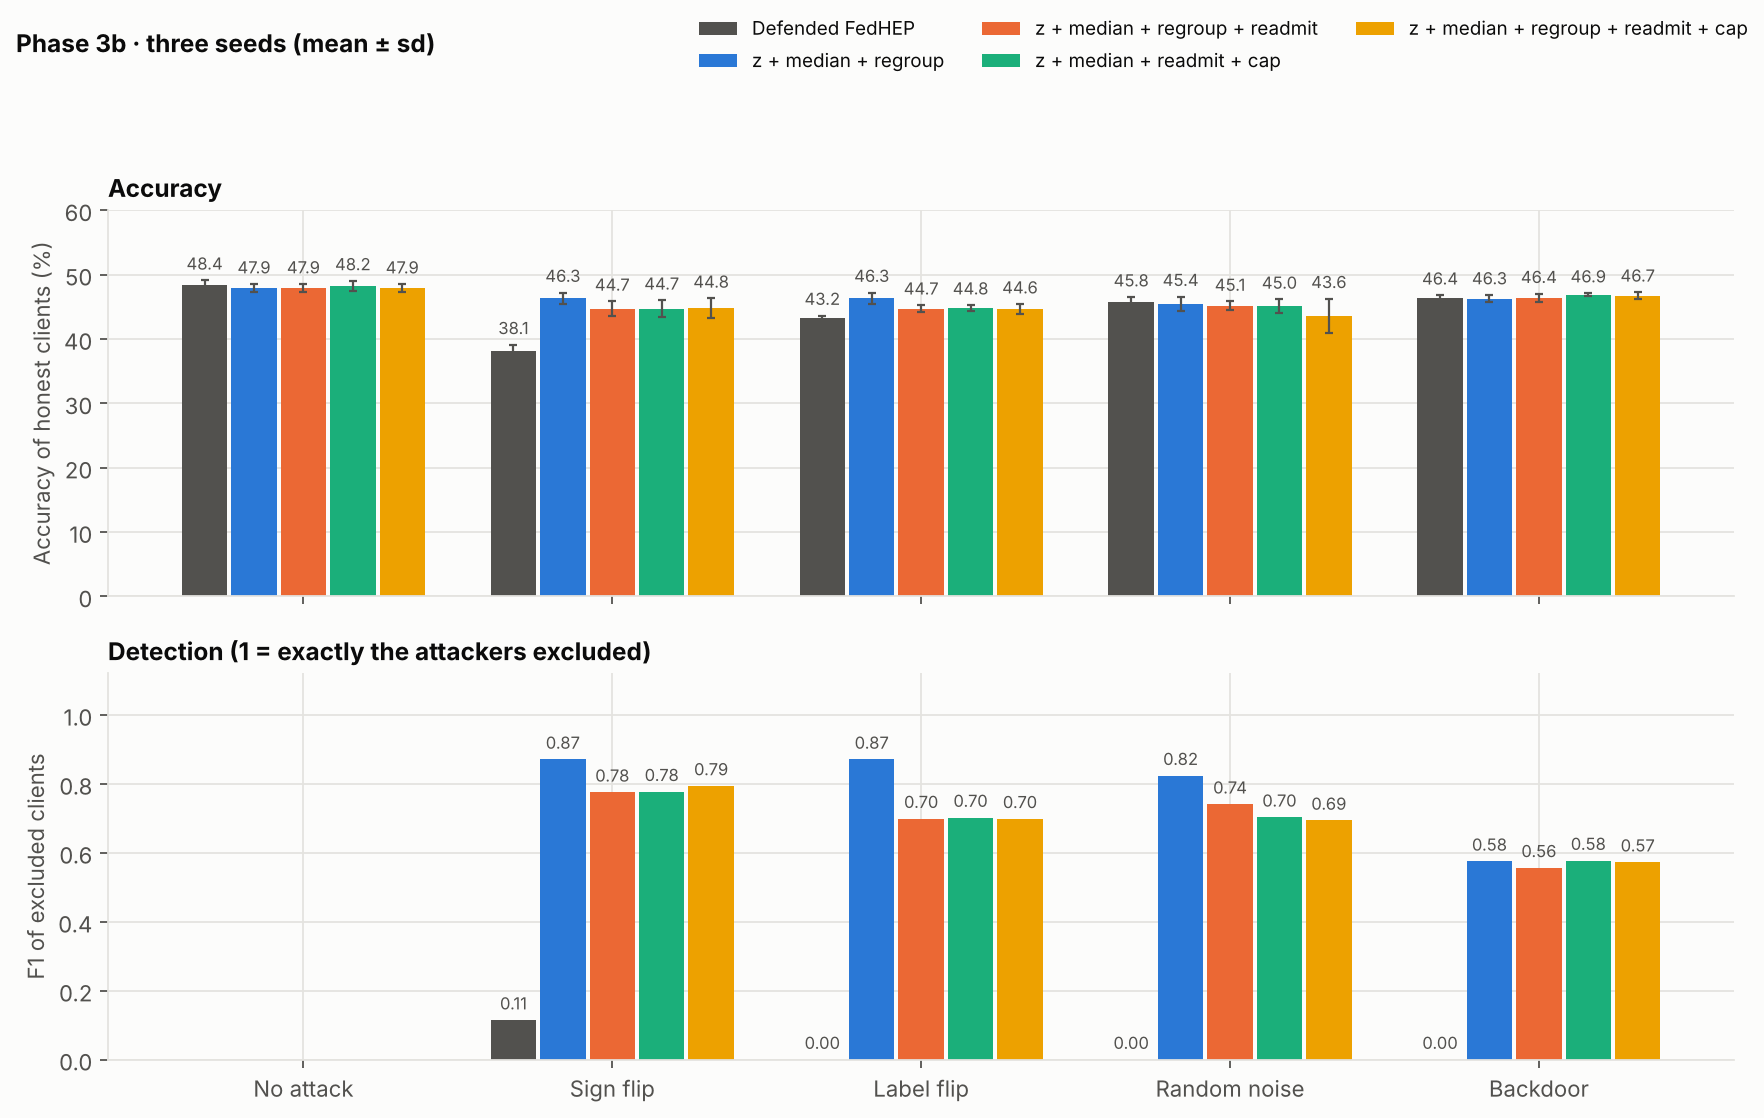 Phase 3b · three seeds (mean ± sd)
Defended FedHEP
z + median + regroup
z + median + regroup + readmit
z + median + readmit + cap
z + median + regroup + readmit + cap
Accuracy
Accuracy of honest clients (%)
60
50
40
30
20
10
0
48.4 47.9 47.9 48.2 47.9
38.1 46.3 44.7 44.7 44.8
43.2 46.3 44.7 44.8 44.6
45.8 45.4 45.1 45.0 43.6
46.4 46.3 46.4 46.9 46.7
Detection (1 = exactly the attackers excluded)
F1 of excluded clients
1.0
0.8
0.6
0.4
0.2
0.0
0.11 0.87 0.78 0.78 0.79
0.00 0.87 0.70 0.70 0.70
0.00 0.82 0.74 0.70 0.69
0.00 0.58 0.56 0.58 0.57
No attack
Sign flip
Label flip
Random noise
Backdoor